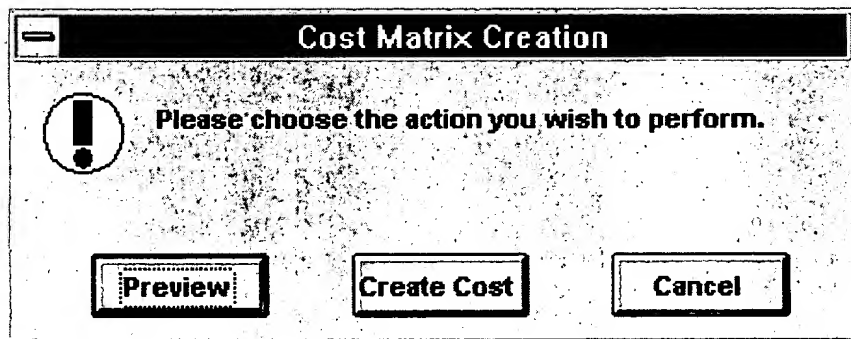 Cost Matrix Creation
Please choose the action you wish to perform.
Preview Create Cost Cancel